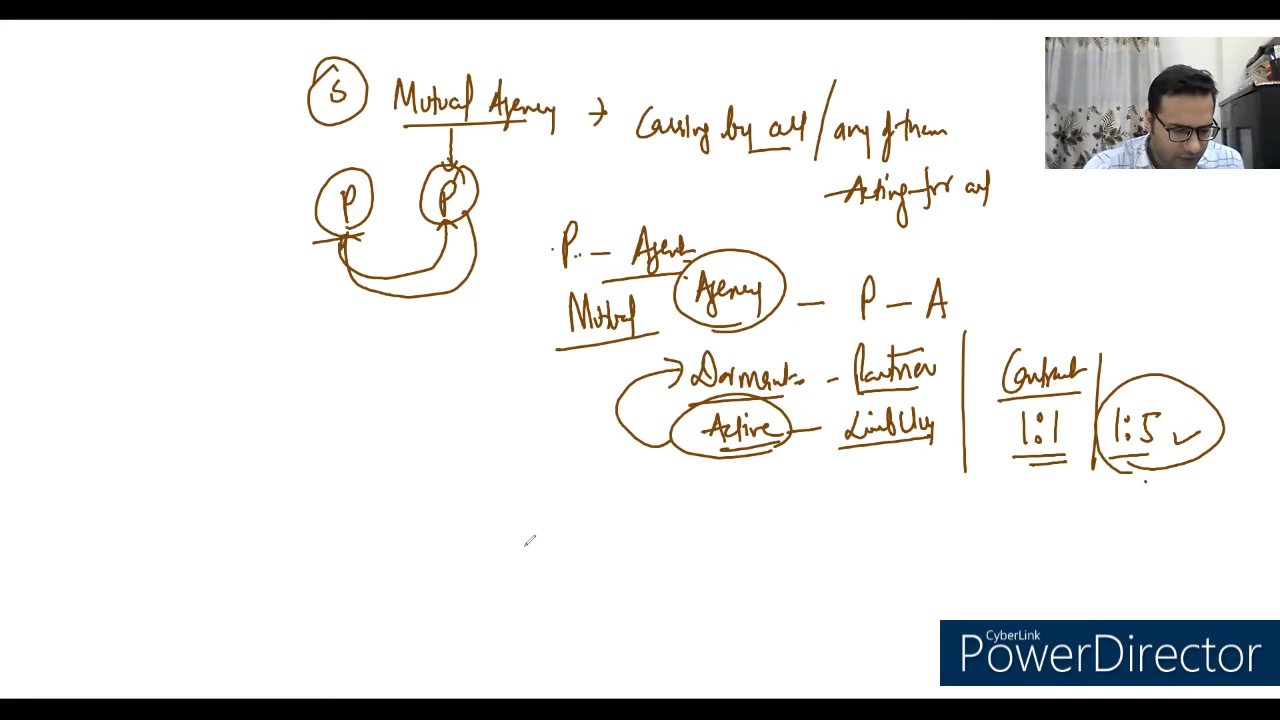 5 Mutual Agency → Carring by all / any of them
Acting for all
P P
P - Agent
Mutual Agency - P - A
Dormant - Partner Contract
Active - Liability 1:1 1:5 ✓
CyberLink
PowerDirector